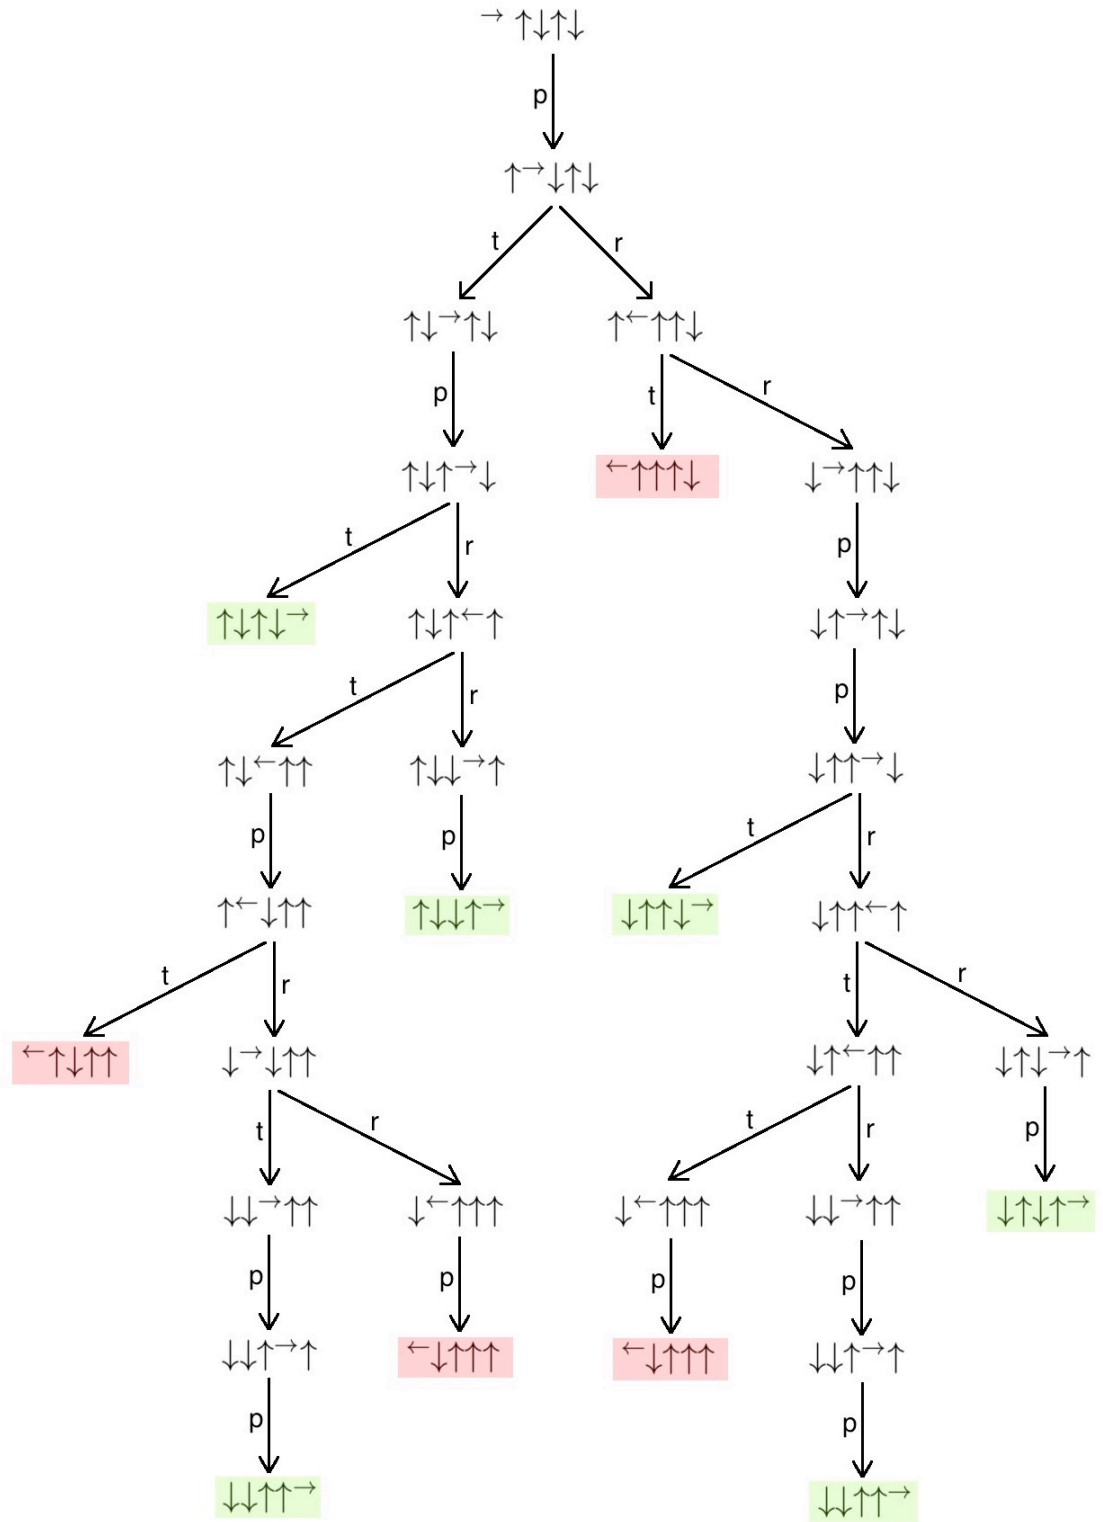 → ↑↓↑↓
p
↑→↓↑↓
t r
↑↓→↑↓ ↑←↑↑↓
p t r
↑↓↑→↓ ←↑↑↑↓ ↓→↑↑↓
t r p
↑↓↑↓→ ↑↓↑←↑ ↓↑→↑↓
t r p
↑↓←↑↑ ↑↓↓→↑ ↓↑↑→↓
p p t r
↑←↓↑↑ ↑↓↓↑→ ↓↑↑↓→ ↓↑↑←↑
t r t r
←↑↓↑↑ ↓→↓↑↑ ↓↑←↑↑ ↓↑↓→↑
t r t r p
↓↓→↑↑ ↓←↑↑↑ ↓←↑↑↑ ↓↓→↑↑ ↓↑↓↑→
p p p p
↓↓↑→↑ ←↓↑↑↑ ←↓↑↑↑ ↓↓↑→↑
p p
↓↓↑↑→ ↓↓↑↑→